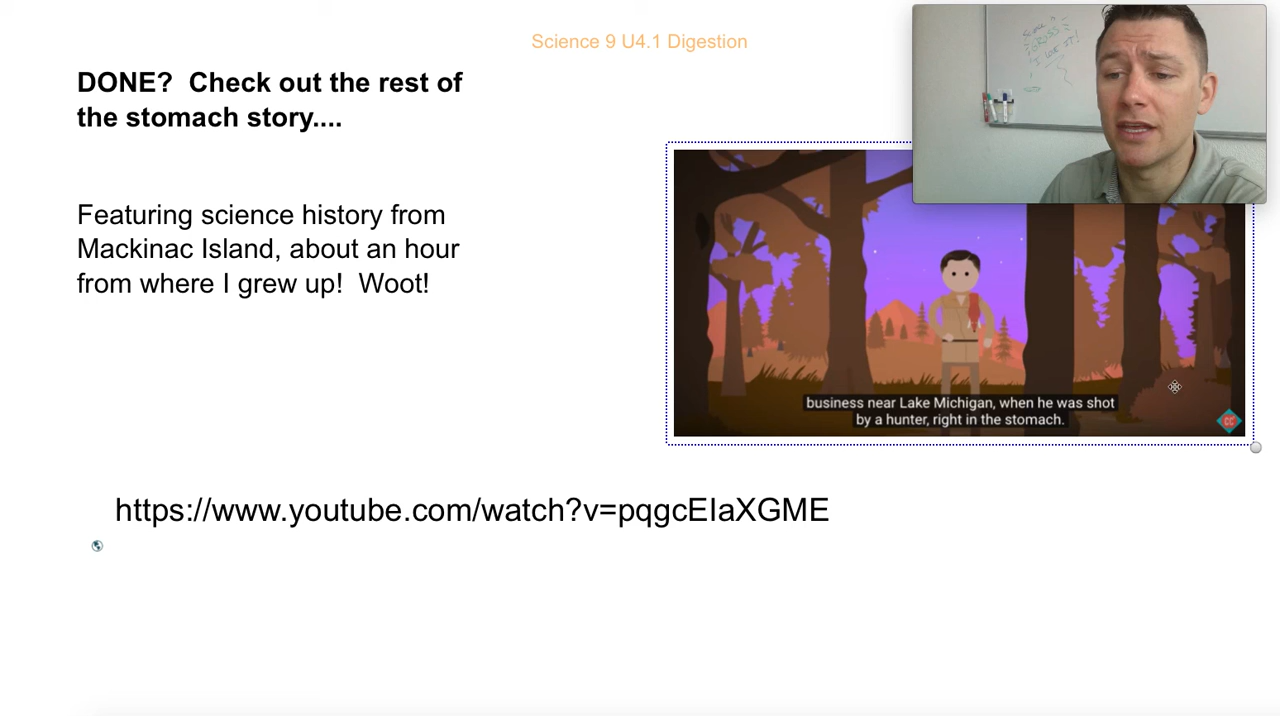 Science 9 U4.1 Digestion
DONE?  Check out the rest of
the stomach story....
Featuring science history from
Mackinac Island, about an hour
from where I grew up!  Woot!
business near Lake Michigan, when he was shot
by a hunter, right in the stomach.
CC
https://www.youtube.com/watch?v=pqgcEIaXGME